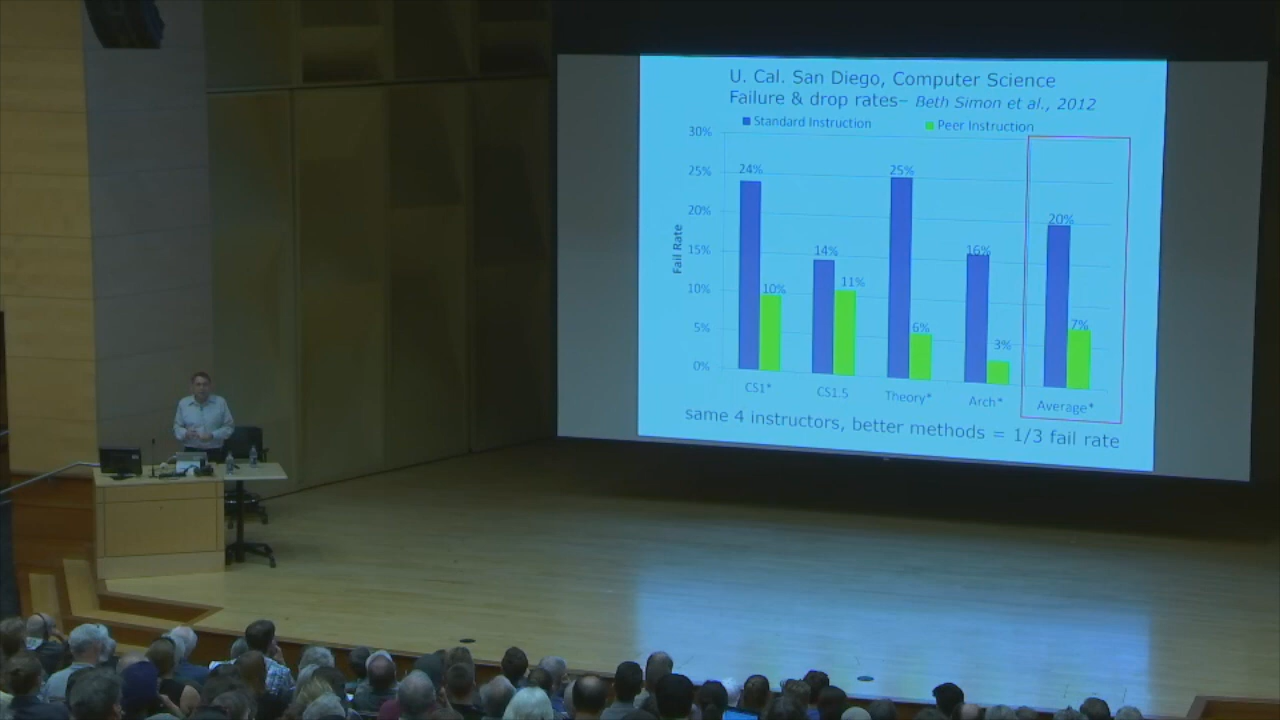 U. Cal. San Diego, Computer Science
Failure & drop rates– Beth Simon et al., 2012
Standard Instruction
Peer Instruction
30%
25%
20%
15%
10%
5%
0%
Fail Rate
24%
10%
14%
11%
25%
6%
16%
3%
20%
7%
CS1*
CS1.5
Theory*
Arch*
Average*
same 4 instructors, better methods = 1/3 fail rate